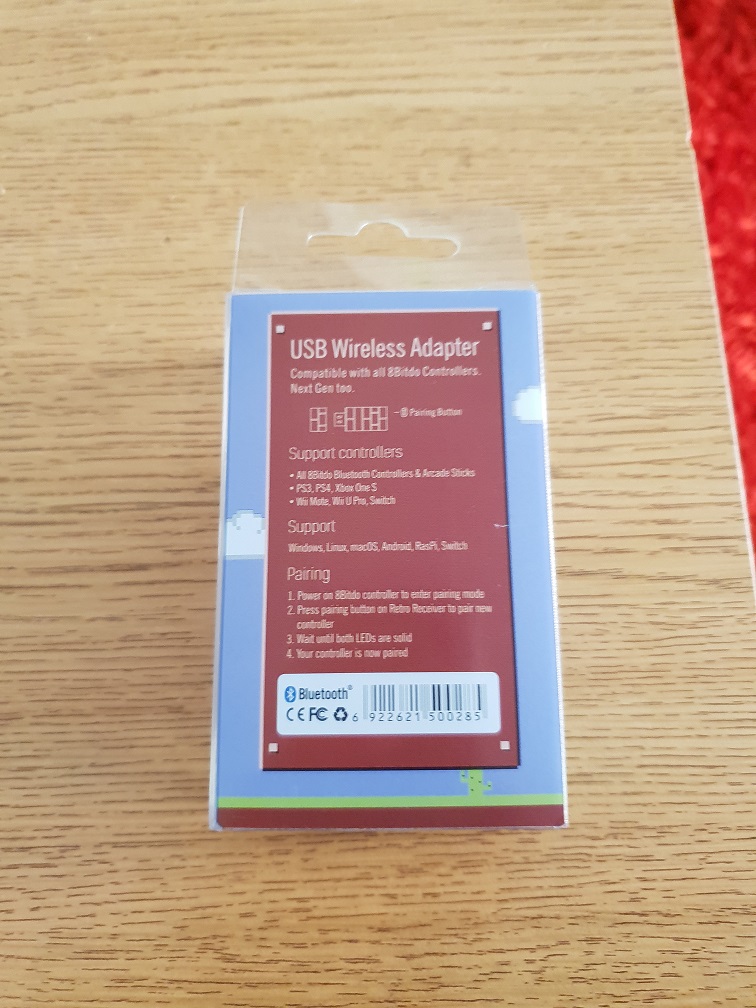 USB Wireless Adapter
Compatible with all 8Bitdo Controllers.
Next Gen too.
Pairing Button
Support controllers
• All 8Bitdo Bluetooth Controllers & Arcade Sticks
• PS3, PS4, Xbox One S
• Wii Mote, Wii U Pro, Switch
Support
Windows, Linux, macOS, Android, RasPi, Switch
Pairing
1. Power on 8Bitdo controller to enter pairing mode
2. Press pairing button on Retro Receiver to pair new
controller
3. Wait until both LEDs are solid
4. Your controller is now paired
Bluetooth®
CE FC 6 922621 500285